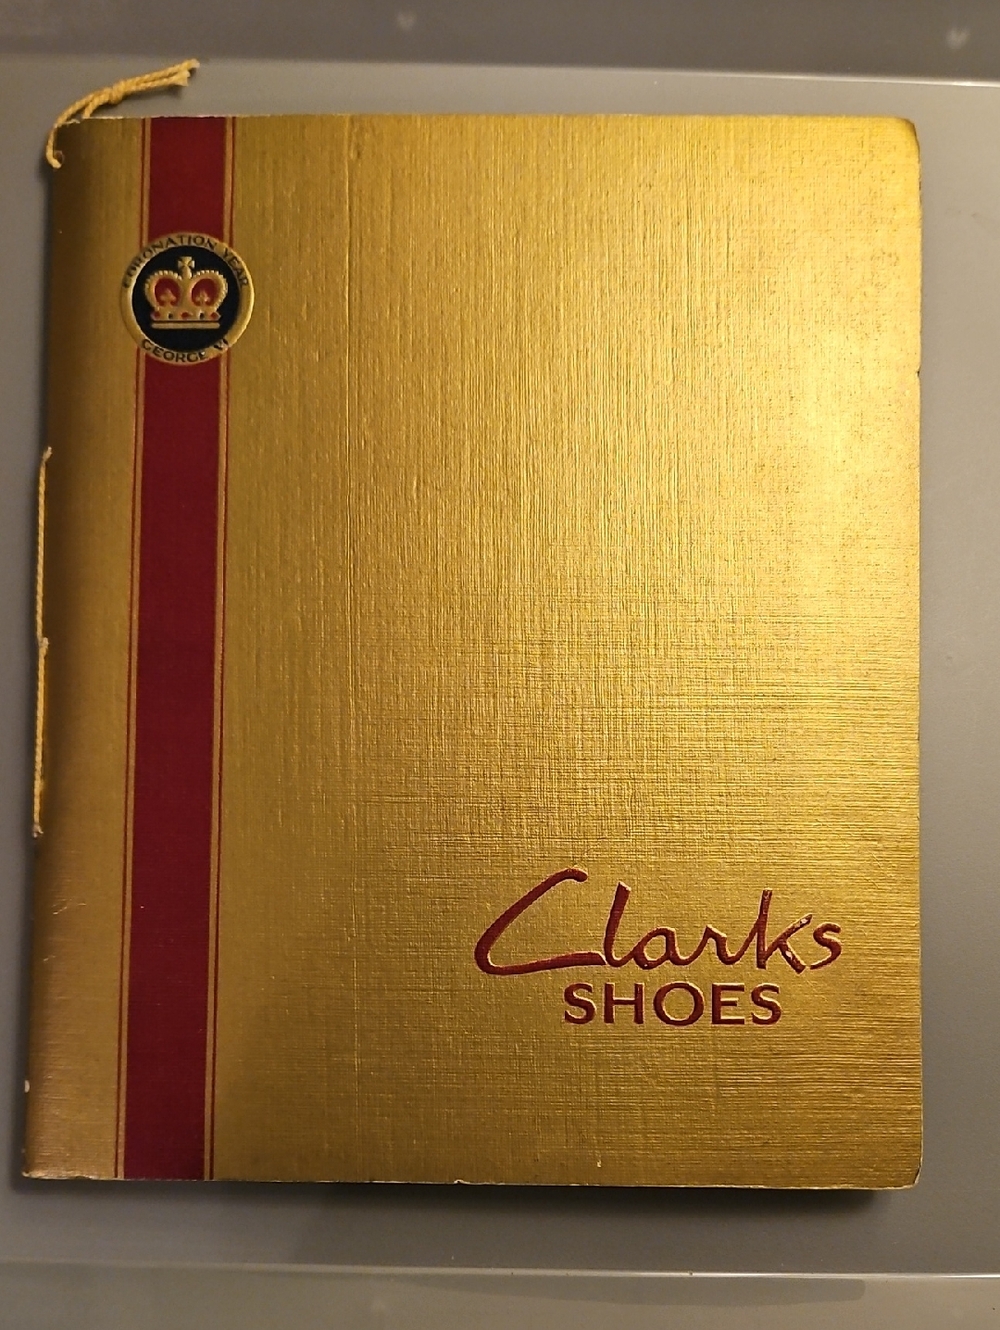 CORONATION YEAR
GEORGE VI
Clarks
SHOES